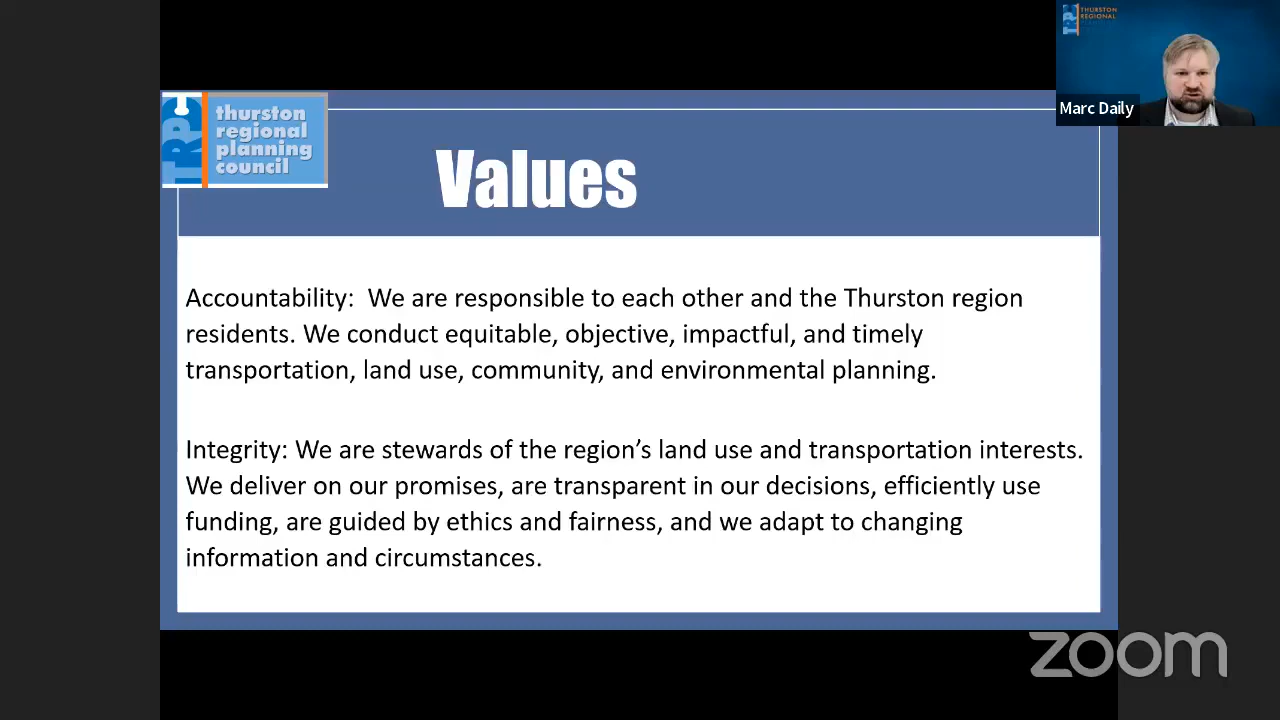 THURSTON
REGIONAL
Marc Daily
TRPC
thurston
regional
planning
council
Values
Accountability:  We are responsible to each other and the Thurston region
residents. We conduct equitable, objective, impactful, and timely
transportation, land use, community, and environmental planning.
Integrity: We are stewards of the region’s land use and transportation interests.
We deliver on our promises, are transparent in our decisions, efficiently use
funding, are guided by ethics and fairness, and we adapt to changing
information and circumstances.
zoom